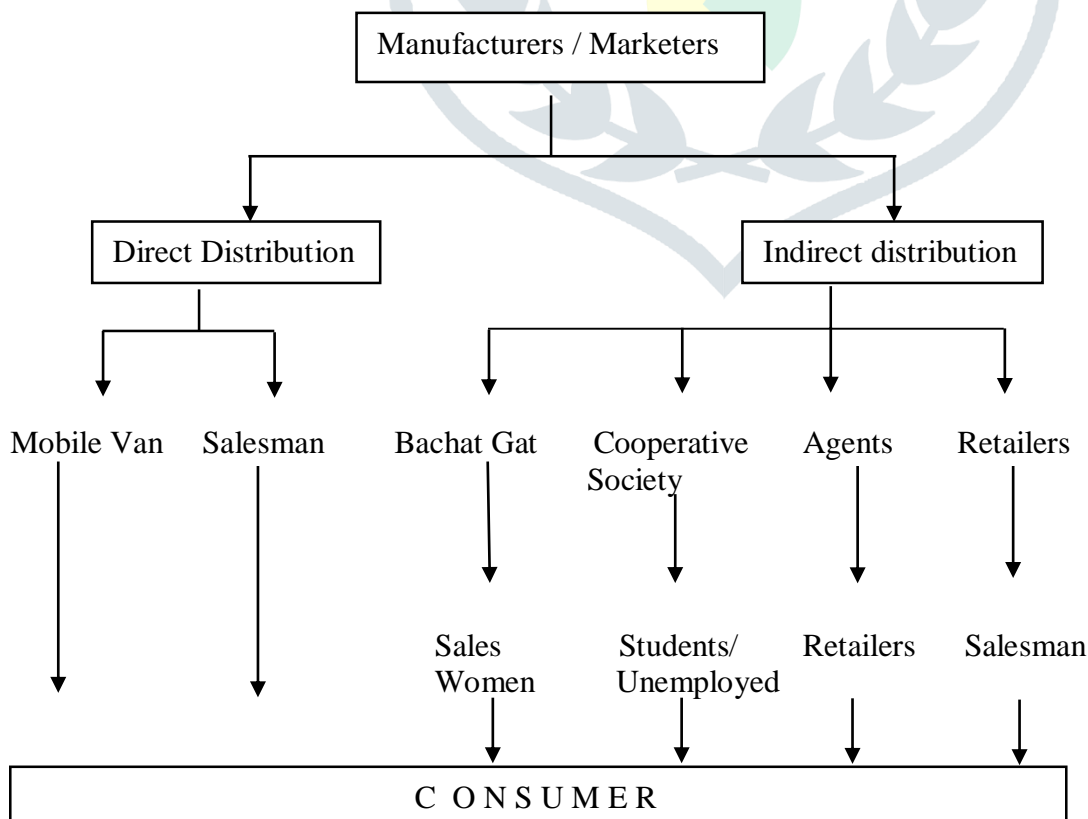 Manufacturers / Marketers
Direct Distribution
Indirect distribution
Mobile Van
Salesman
Bachat Gat
Cooperative
Society
Agents
Retailers
Sales
Women
Students/
Unemployed
Retailers
Salesman
C O N S U M E R